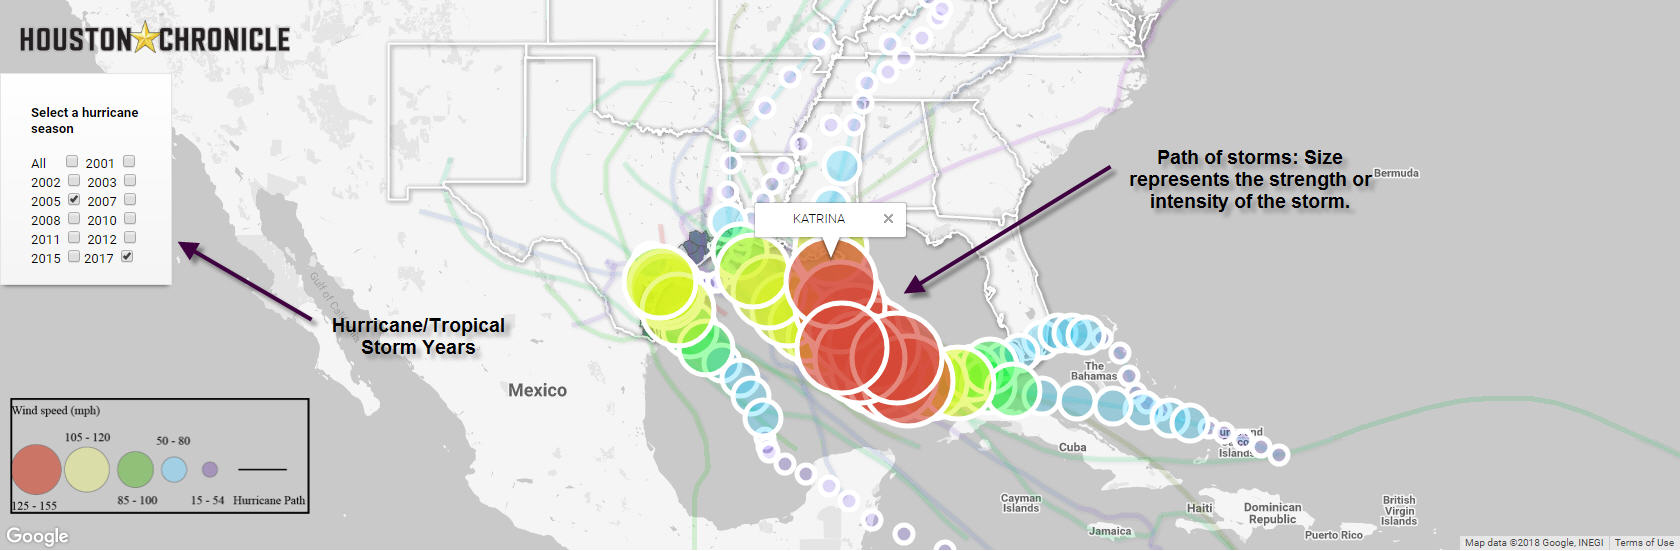 HOUSTON CHRONICLE
Select a hurricane
season
All 2001
2002 2003
2005 2007
2008 2010
2011 2012
2015 2017
Hurricane/Tropical
Storm Years
Path of storms: Size
represents the strength or
intensity of the storm.
KATRINA
Bermuda
Gulf of
Mexico
The
Bahamas
Cuba
Islands
Cayman
Islands
Jamaica
Haiti
Dominican
Republic
Puerto Rico
British
Virgin
Islands
Wind speed (mph)
105 - 120
50 - 80
125 - 155
85 - 100
15 - 54
Hurricane Path
Google
Map data ©2018 Google, INEGI
Terms of Use